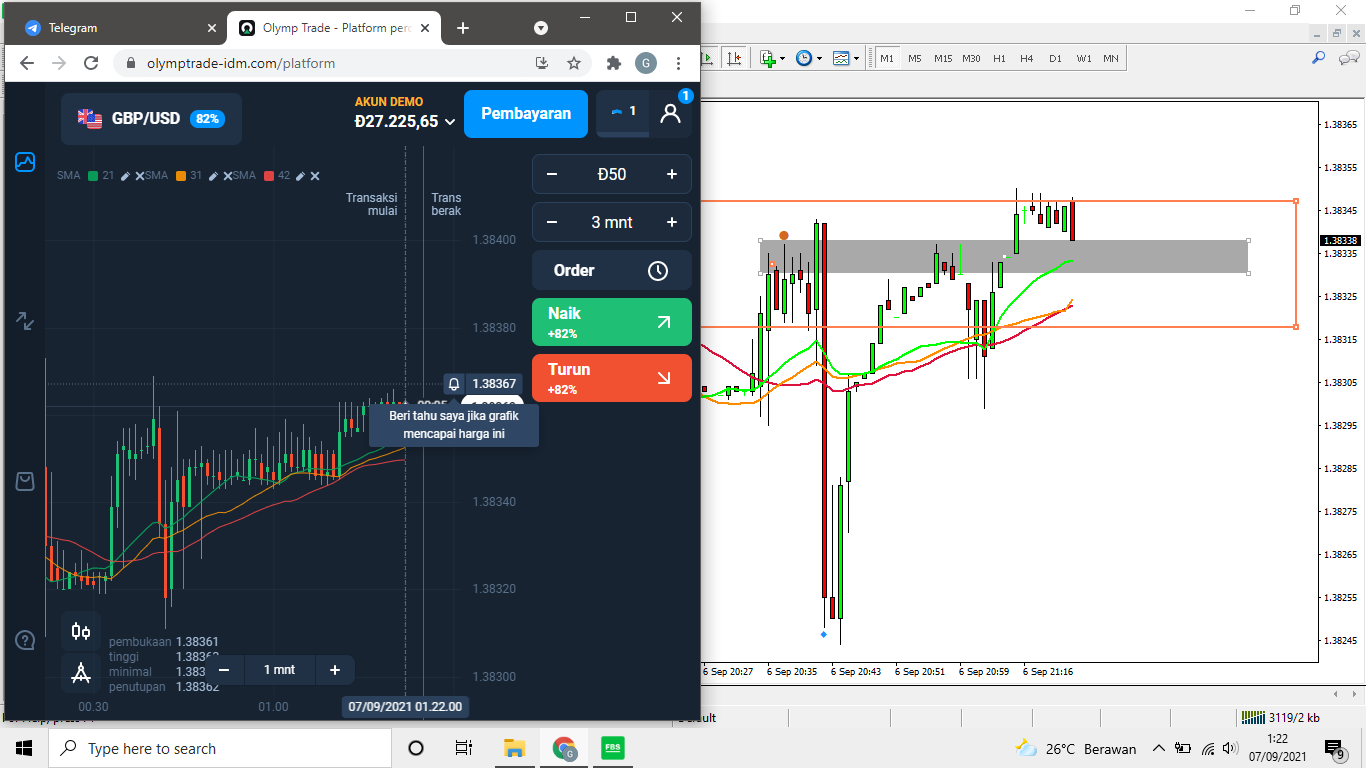 Telegram
Olymp Trade - Platform perd
olymptrade-idm.com/platform
G
GBP/USD 82%
AKUN DEMO
Đ27.225,65
Pembayaran
1
1
SMA 21 SMA 31 SMA 42
Transaksi
mulai
Trans
berak
− Đ50 +
− 3 mnt +
Order
Naik
+82%
Turun
+82%
1.38400
1.38380
1.38367
Beri tahu saya jika grafik
mencapai harga ini
1.38340
1.38320
1.38300
pembukaan 1.38361
tinggi
minimal
penutupan 1.38362
− 1 mnt +
00.30
01.00
07/09/2021 01.22.00
M1 M5 M15 M30 H1 H4 D1 W1 MN
1.38365
1.38355
1.38345
1.38338
1.38335
1.38325
1.38315
1.38305
1.38295
1.38285
1.38275
1.38265
1.38255
1.38245
6 Sep 20:27
6 Sep 20:35
6 Sep 20:43
6 Sep 20:51
6 Sep 20:59
6 Sep 21:16
3119/2 kb
Type here to search
G
FBS
26°C Berawan
1:22
07/09/2021
9